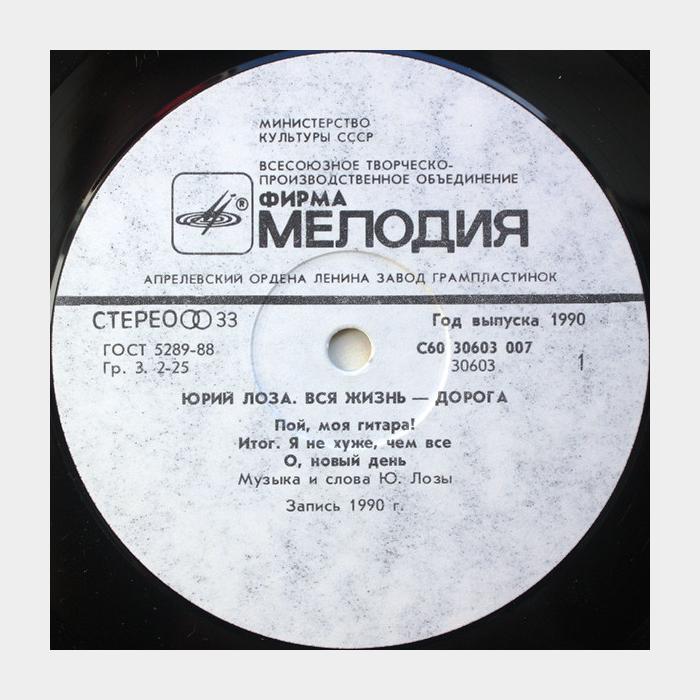 МИНИСТЕРСТВО
КУЛЬТУРЫ СССР
ВСЕСОЮЗНОЕ ТВОРЧЕСКО-
ПРОИЗВОДСТВЕННОЕ ОБЪЕДИНЕНИЕ
ФИРМА
®
МЕЛОДИЯ
АПРЕЛЕВСКИЙ ОРДЕНА ЛЕНИНА ЗАВОД ГРАМПЛАСТИНОК
СТЕРЕО 33
Год выпуска 1990
ГОСТ 5289-88
С60 30603 007
Гр. 3. 2-25
30603
1
ЮРИЙ ЛОЗА. ВСЯ ЖИЗНЬ — ДОРОГА
Пой, моя гитара!
Итог. Я не хуже, чем все
О, новый день
Музыка и слова Ю. Лозы
Запись 1990 г.